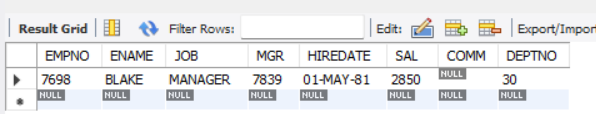 Result Grid Filter Rows: Edit: Export/Import
EMPNO ENAME JOB MGR HIREDATE SAL COMM DEPTNO
7698 BLAKE MANAGER 7839 01-MAY-81 2850 NULL 30
NULL NULL NULL NULL NULL NULL NULL NULL